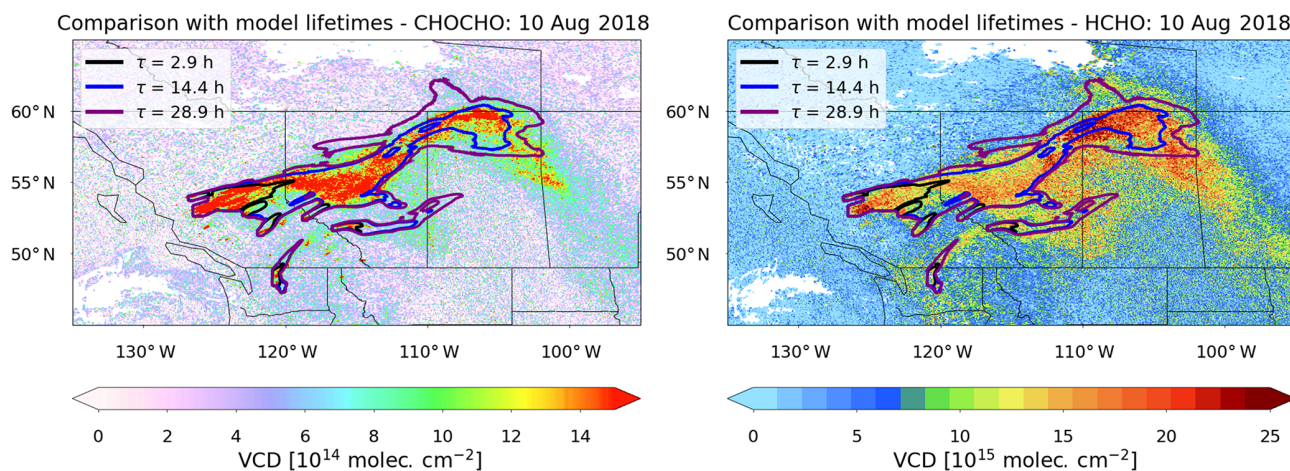 Comparison with model lifetimes - CHOCHO: 10 Aug 2018
τ = 2.9 h
τ = 14.4 h
τ = 28.9 h
60° N
55° N
50° N
130° W 120° W 110° W 100° W
0 2 4 6 8 10 12 14
VCD [10¹⁴ molec. cm⁻²]
Comparison with model lifetimes - HCHO: 10 Aug 2018
τ = 2.9 h
τ = 14.4 h
τ = 28.9 h
60° N
55° N
50° N
130° W 120° W 110° W 100° W
0 5 10 15 20 25
VCD [10¹⁵ molec. cm⁻²]